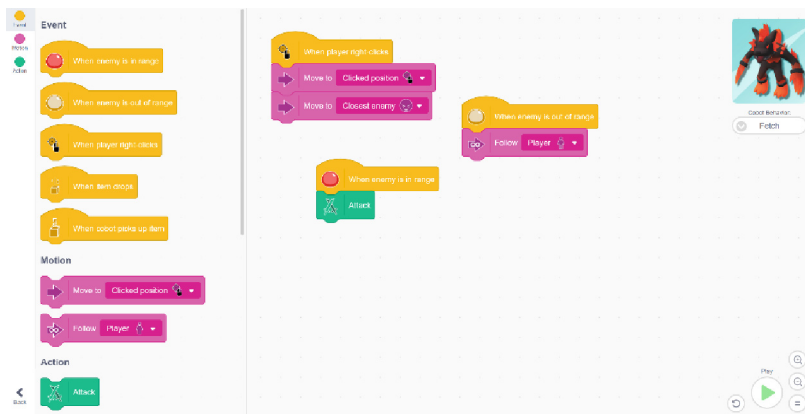 Event
Motion
Action
Back
Event
When enemy is in range
When enemy is out of range
When player right-clicks
When item drops
When cobot picks up item
Motion
Move to Clicked position
Follow Player
Action
Attack
When player right-clicks
Move to Clicked position
Move to Closest enemy
When enemy is out of range
Follow Player
When enemy is in range
Attack
Cobot Behavior:
Fetch
Play